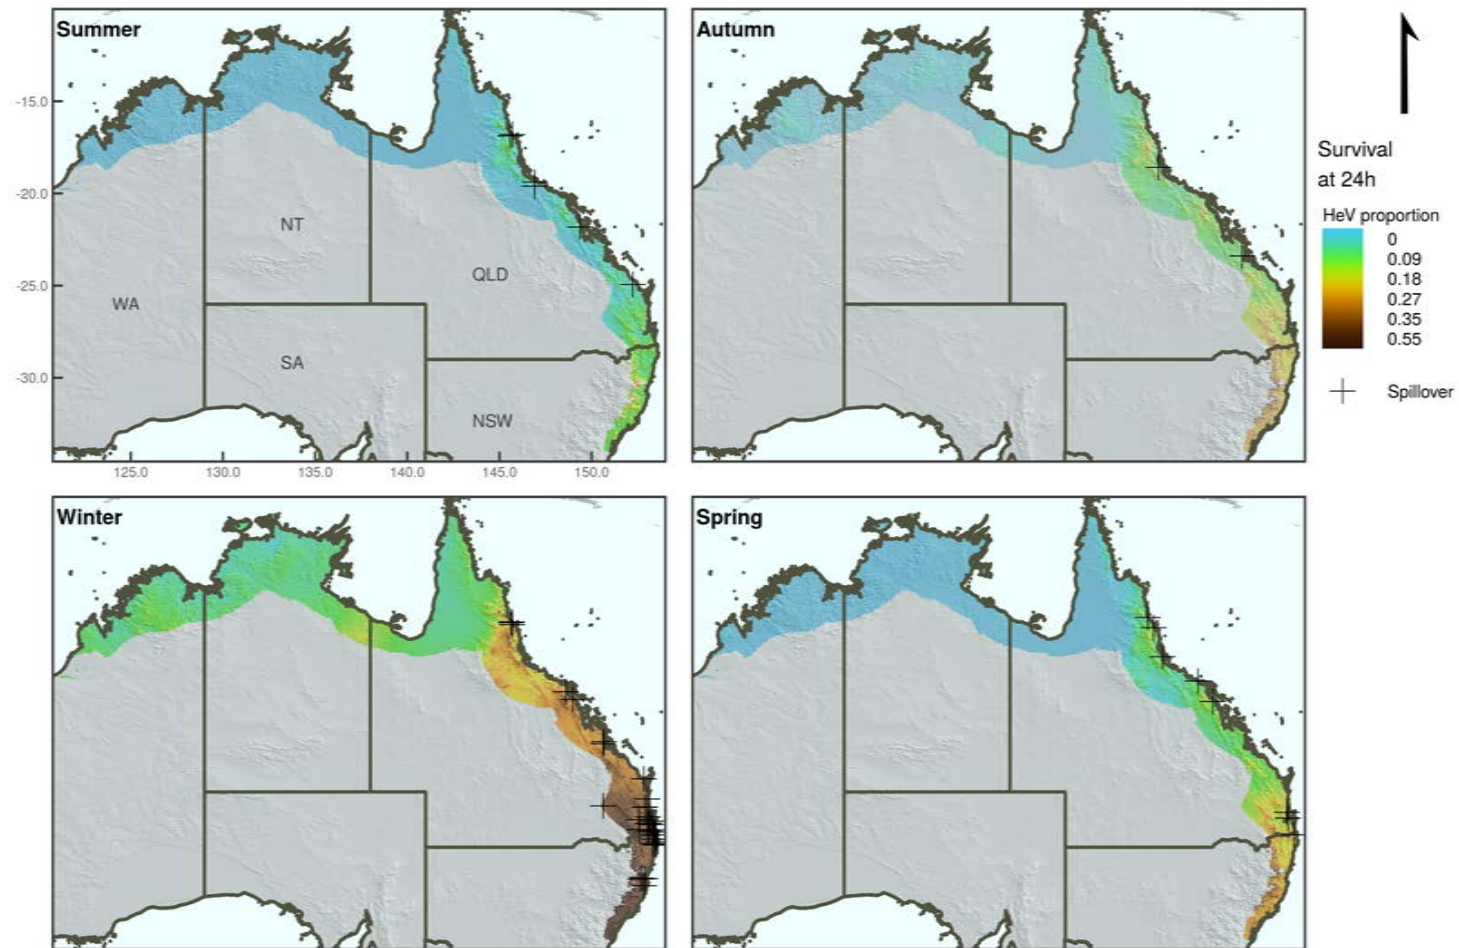 Summer
Autumn
-15.0
-20.0
-25.0
-30.0
NT
QLD
WA
SA
NSW
125.0 130.0 135.0 140.0 145.0 150.0
Survival
at 24h
HeV proportion
0
0.09
0.18
0.27
0.35
0.55
Spillover
Winter
Spring